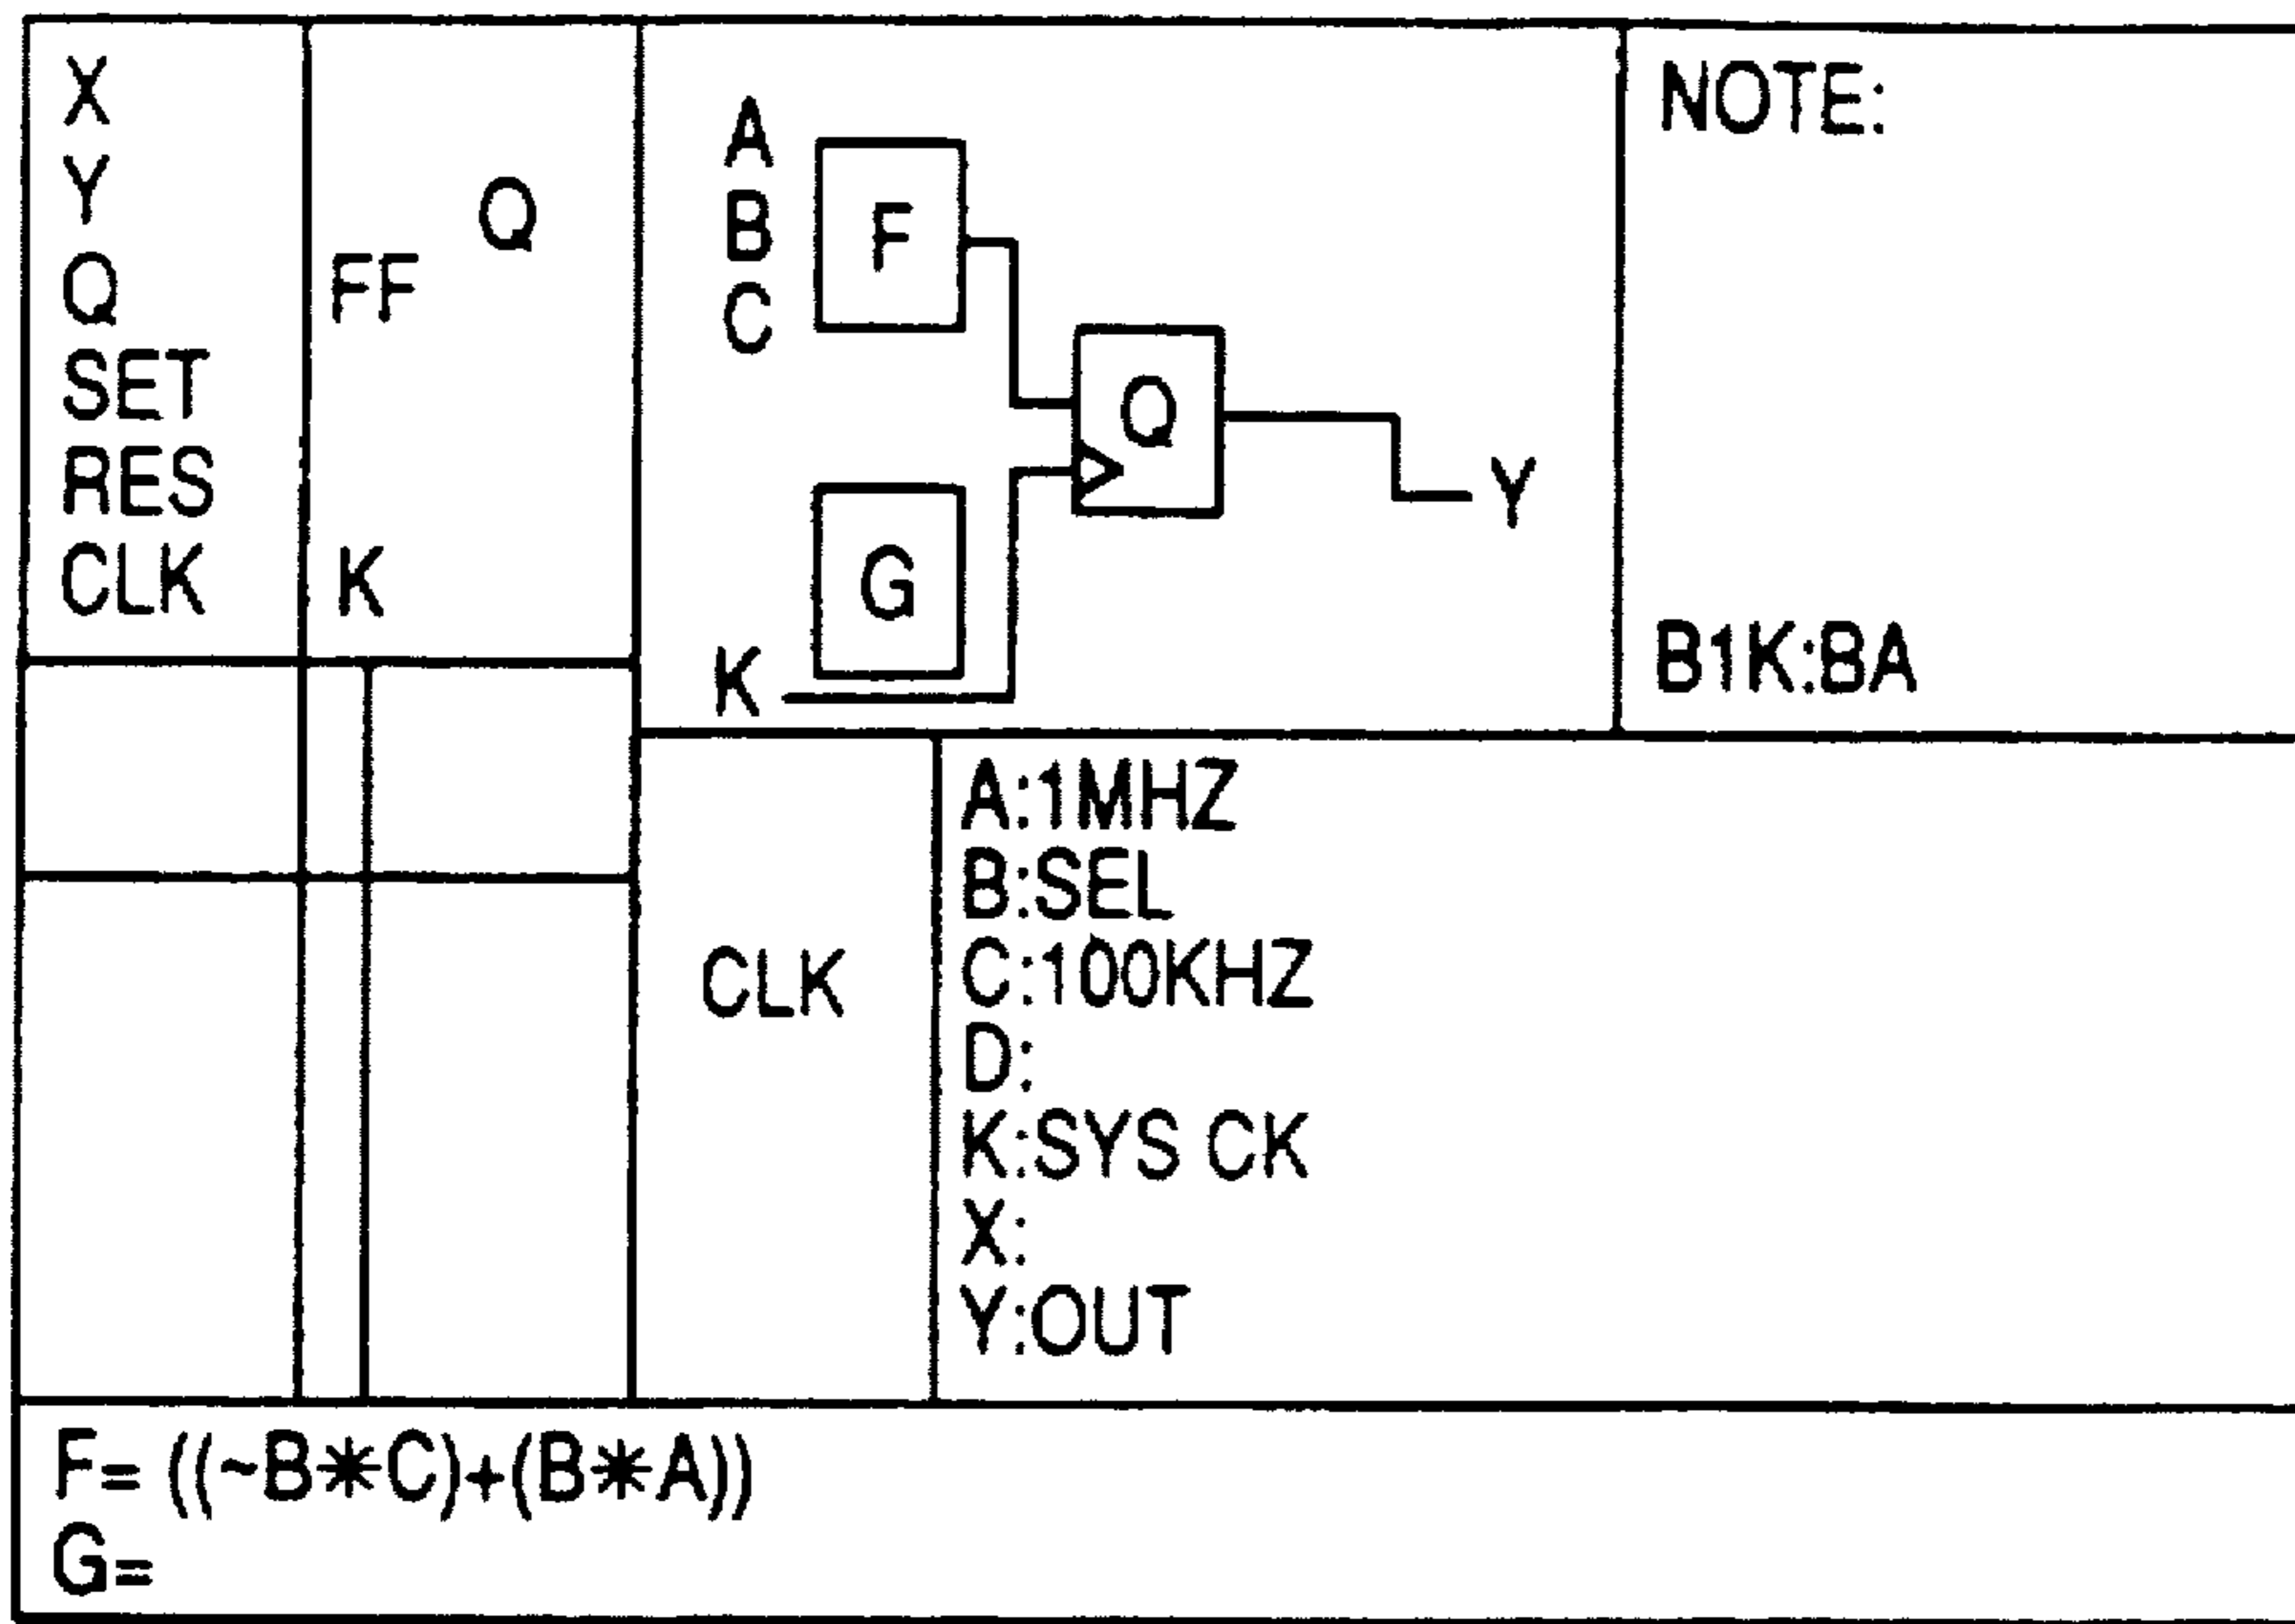 X
Y
Q
SET
RES
CLK
Q
FF
K
A
B
C
F
Q
Y
G
K
NOTE:
B1K:BA
CLK
A:1MHZ
B:SEL
C:100KHZ
D:
K:SYS CK
X:
Y:OUT
F= ((~B*C)+(B*A))
G=